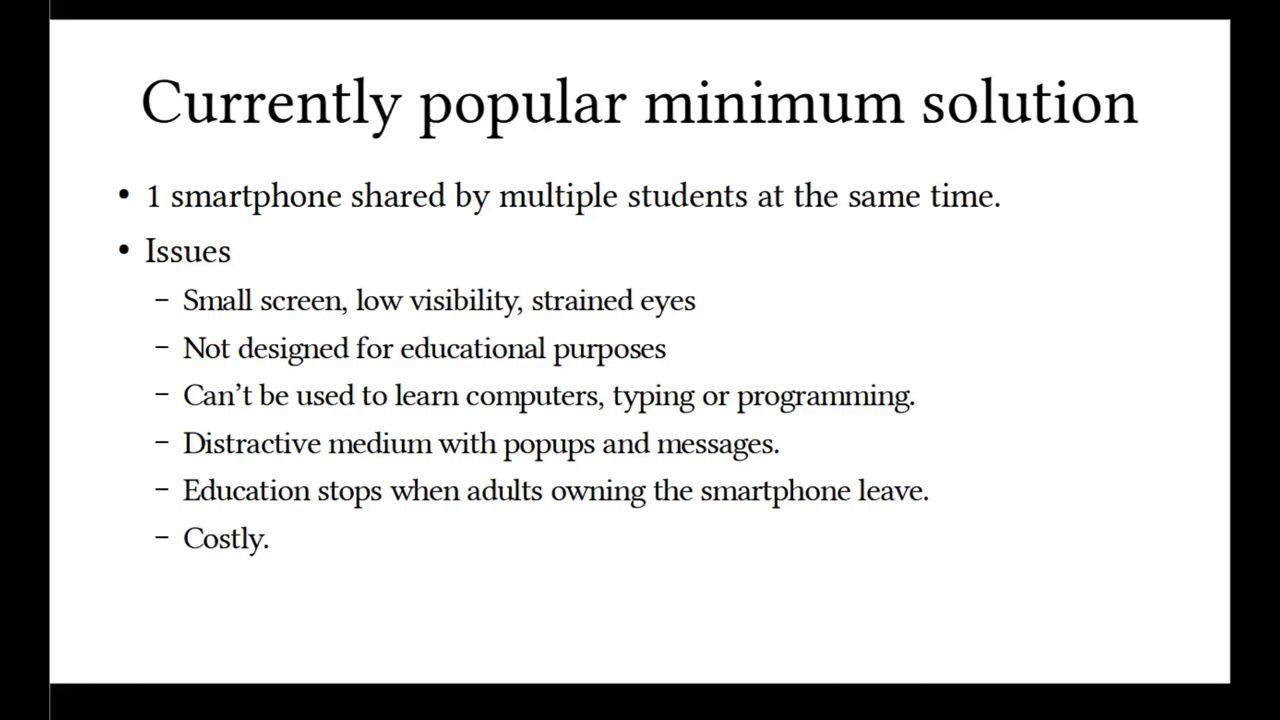 Currently popular minimum solution
• 1 smartphone shared by multiple students at the same time.
• Issues
– Small screen, low visibility, strained eyes
– Not designed for educational purposes
– Can’t be used to learn computers, typing or programming.
– Distractive medium with popups and messages.
– Education stops when adults owning the smartphone leave.
– Costly.